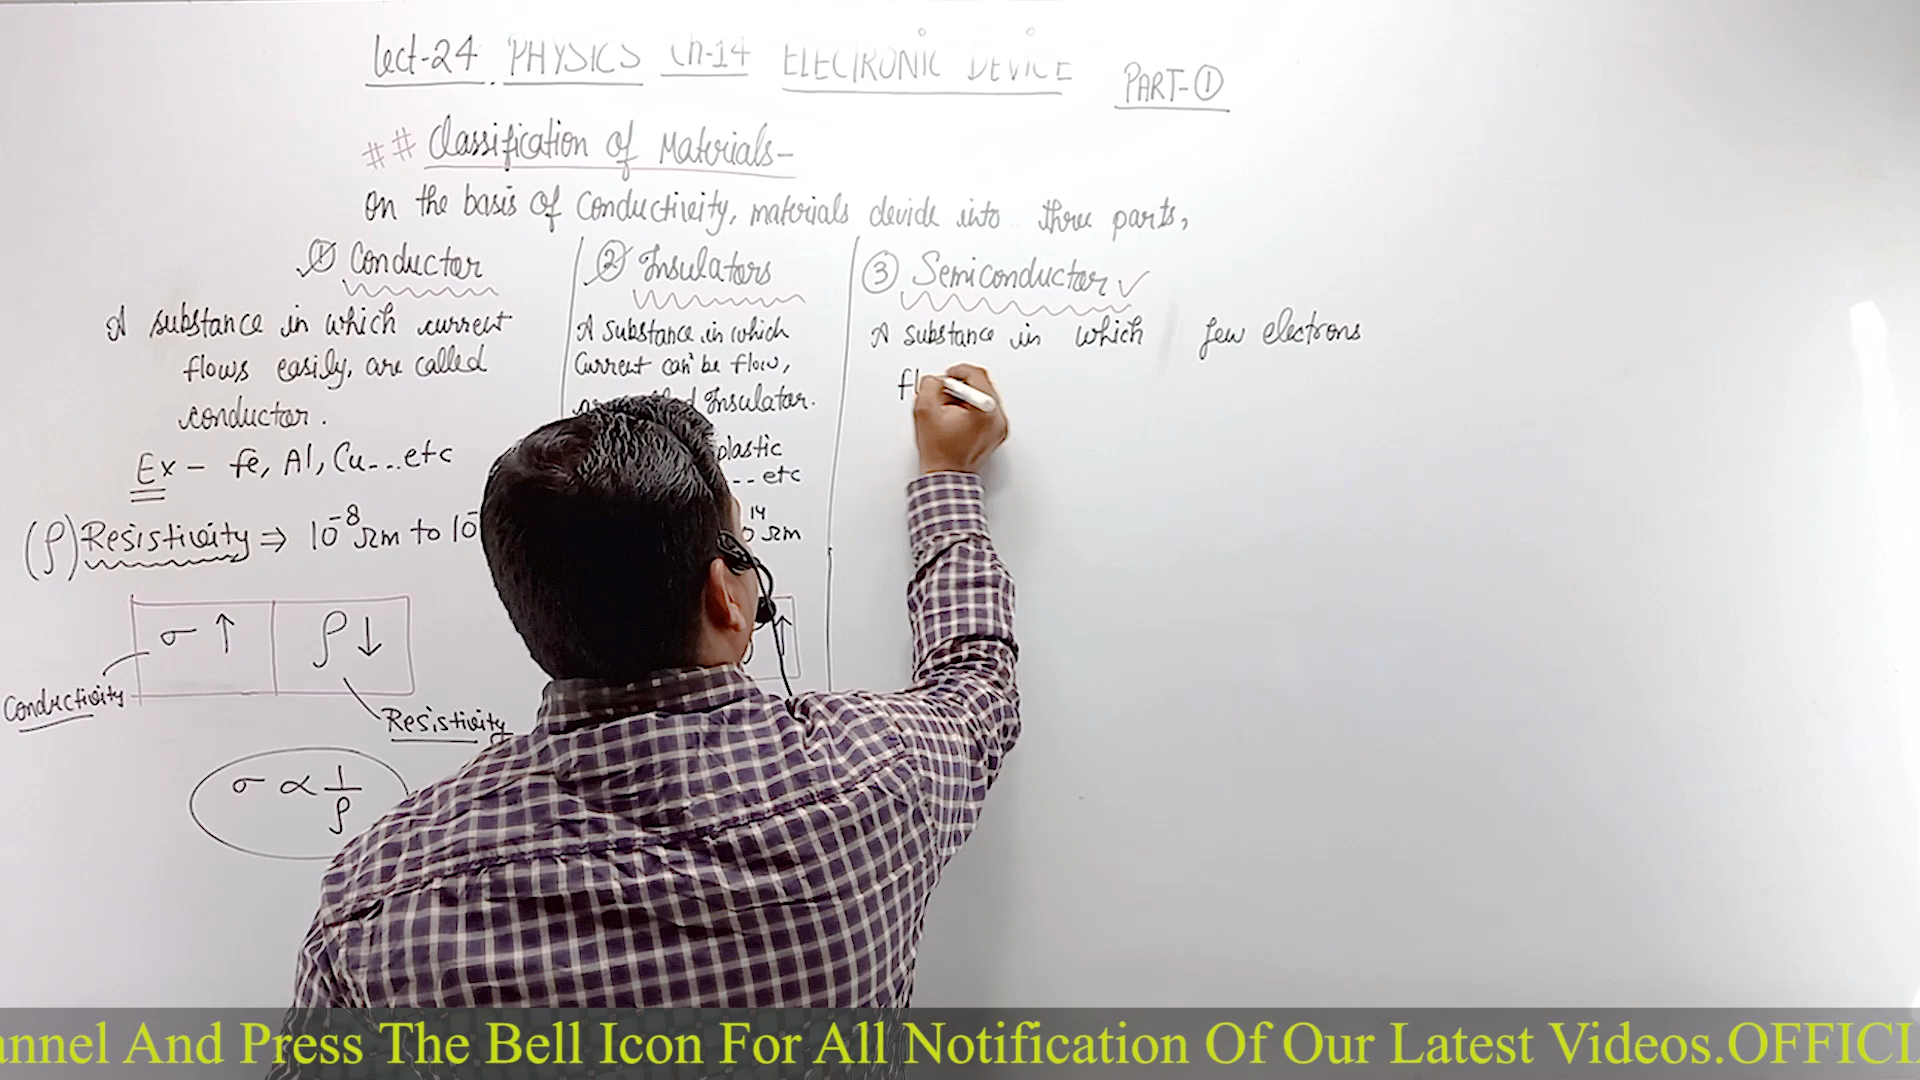 Lect-24 PHYSICS Ch-14 ELECTRONIC DEVICE PART-①
## Classification of Materials-
On the basis of Conductivity, materials devide into three parts,
① Conductor
A substance in which current
flows easily, are called
conductor.
Ex - Fe, Al, Cu...etc
(ρ) Resistivity ⇒ 10⁻⁸ Ωm to 10⁻
σ ↑ ρ ↓
Conductivity
Resistivity
σ ∝ 1/ρ
② Insulators
A Substance in which
Current can't be flow,
Insulator.
plastic
...etc
14
Ωm
↑
③ Semiconductor ✓
A substance in which few electrons
fl
annel And Press The Bell Icon For All Notification Of Our Latest Videos.OFFICI